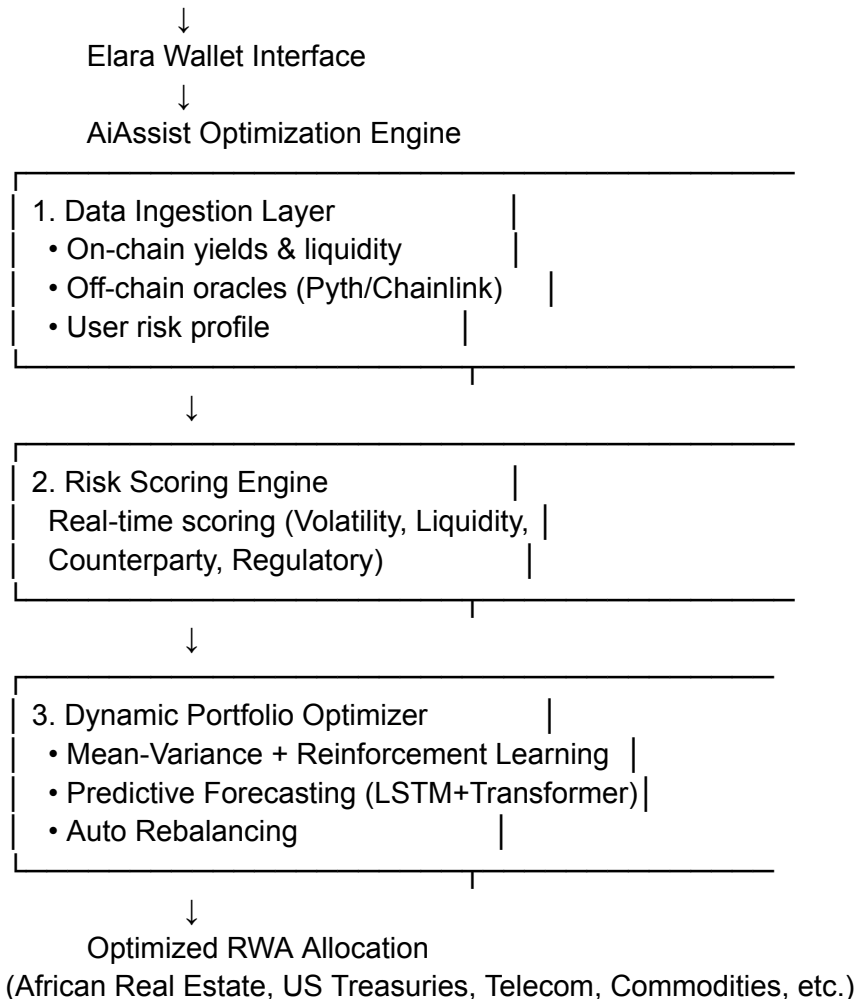 ↓
Elara Wallet Interface
↓
AiAssist Optimization Engine
1. Data Ingestion Layer
• On-chain yields & liquidity
• Off-chain oracles (Pyth/Chainlink)
• User risk profile
↓
2. Risk Scoring Engine
Real-time scoring (Volatility, Liquidity,
Counterparty, Regulatory)
↓
3. Dynamic Portfolio Optimizer
• Mean-Variance + Reinforcement Learning
• Predictive Forecasting (LSTM+Transformer)
• Auto Rebalancing
↓
Optimized RWA Allocation
(African Real Estate, US Treasuries, Telecom, Commodities, etc.)